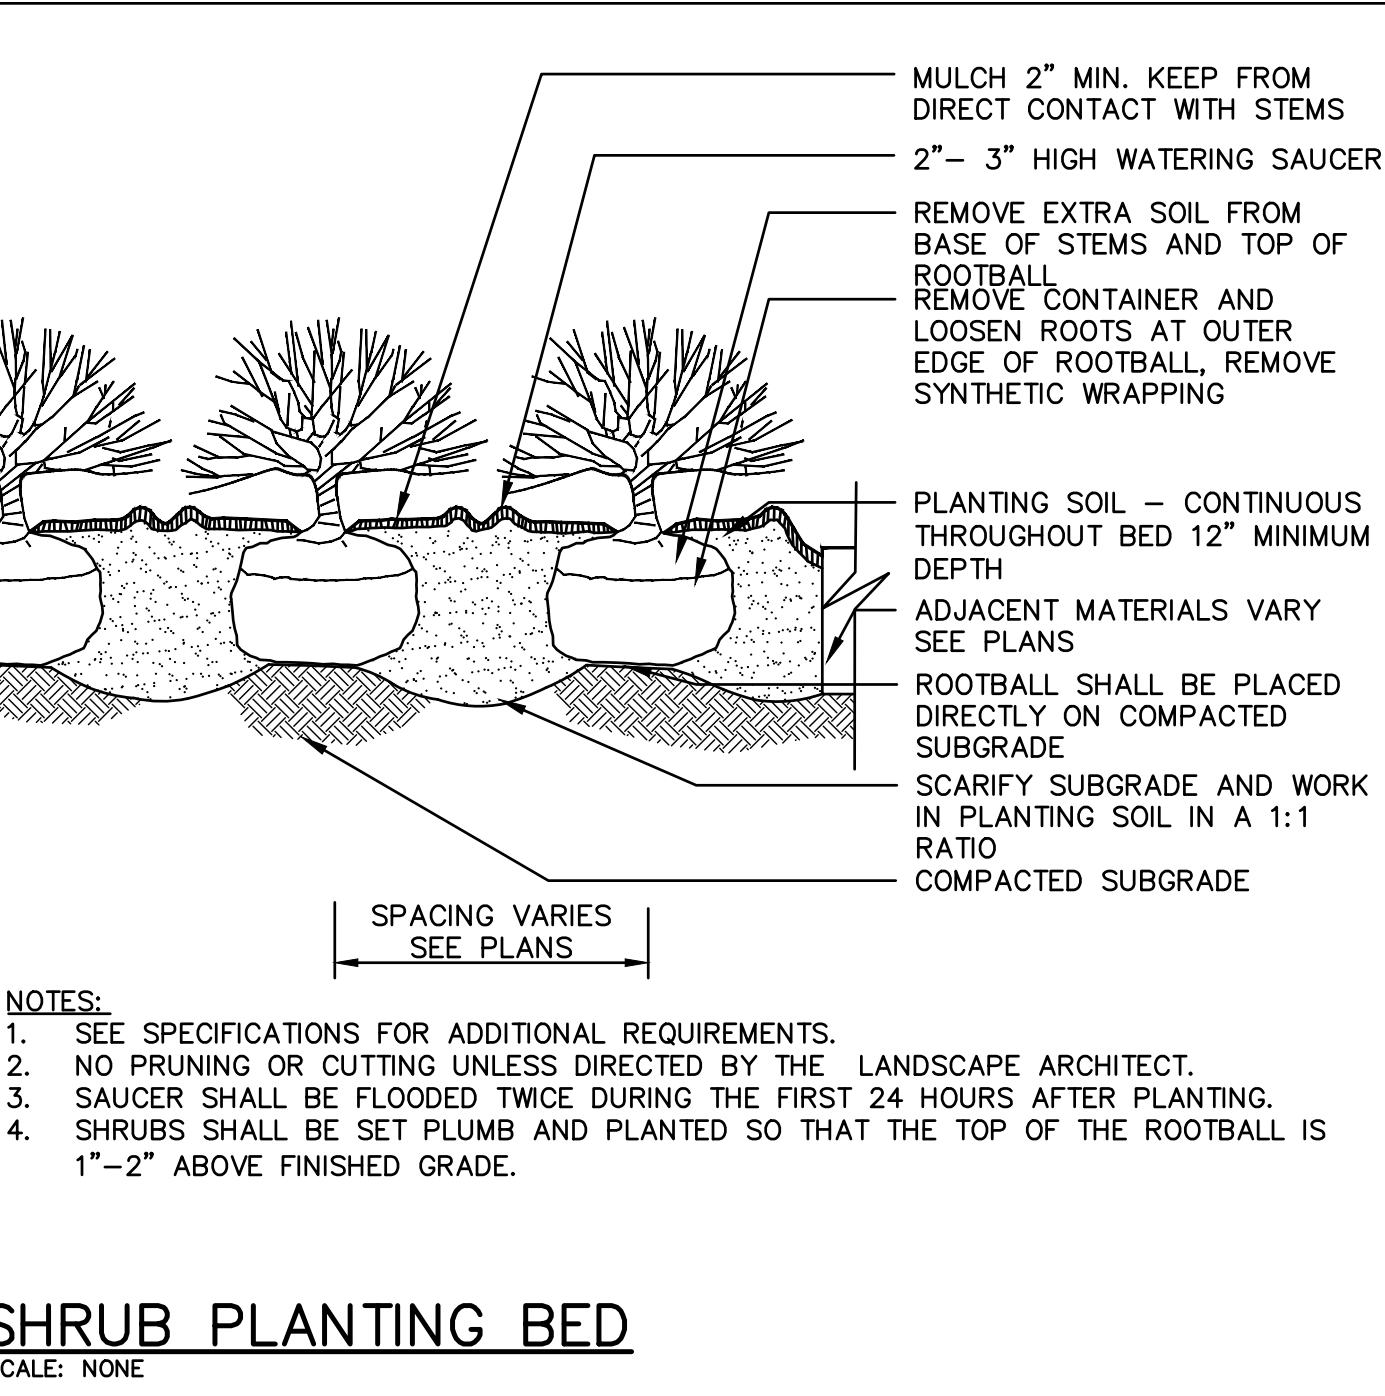 MULCH 2” MIN. KEEP FROM
DIRECT CONTACT WITH STEMS
2”– 3” HIGH WATERING SAUCER
REMOVE EXTRA SOIL FROM
BASE OF STEMS AND TOP OF
ROOTBALL
REMOVE CONTAINER AND
LOOSEN ROOTS AT OUTER
EDGE OF ROOTBALL, REMOVE
SYNTHETIC WRAPPING
PLANTING SOIL – CONTINUOUS
THROUGHOUT BED 12” MINIMUM
DEPTH
ADJACENT MATERIALS VARY
SEE PLANS
ROOTBALL SHALL BE PLACED
DIRECTLY ON COMPACTED
SUBGRADE
SCARIFY SUBGRADE AND WORK
IN PLANTING SOIL IN A 1:1
RATIO
COMPACTED SUBGRADE
SPACING VARIES
SEE PLANS
NOTES:
1. SEE SPECIFICATIONS FOR ADDITIONAL REQUIREMENTS.
2. NO PRUNING OR CUTTING UNLESS DIRECTED BY THE LANDSCAPE ARCHITECT.
3. SAUCER SHALL BE FLOODED TWICE DURING THE FIRST 24 HOURS AFTER PLANTING.
4. SHRUBS SHALL BE SET PLUMB AND PLANTED SO THAT THE TOP OF THE ROOTBALL IS
1”–2” ABOVE FINISHED GRADE.
SHRUB PLANTING BED
CALE: NONE